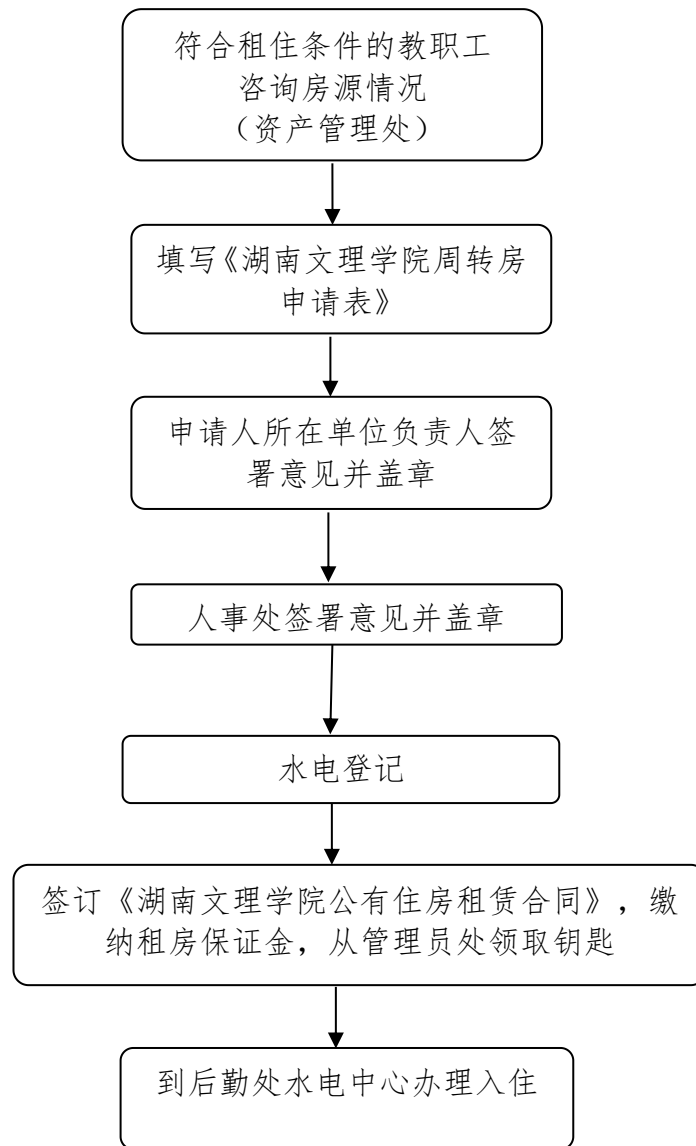 符合租住条件的教职工
咨询房源情况
（资产管理处）
填写《湖南文理学院周转房
申请表》
申请人所在单位负责人签
署意见并盖章
人事处签署意见并盖章
水电登记
签订《湖南文理学院公有住房租赁合同》，缴
纳租房保证金，从管理员处领取钥匙
到后勤处水电中心办理入住